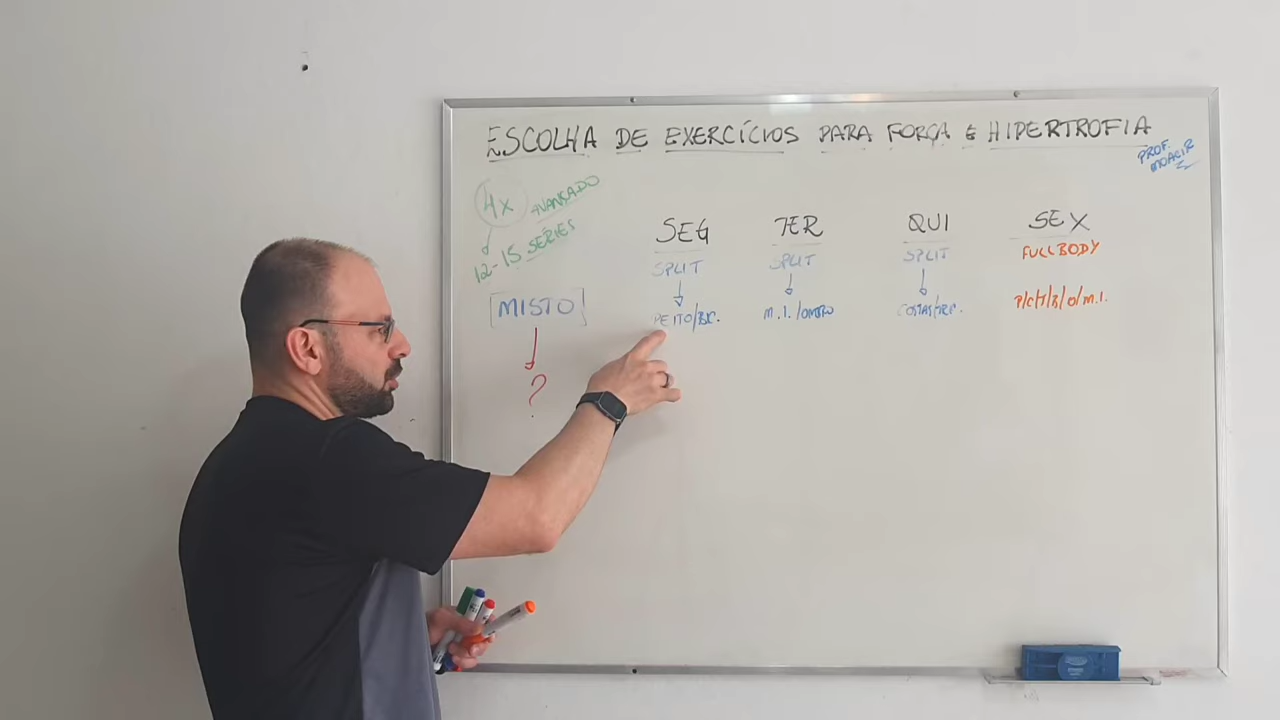 ESCOLHA DE EXERCÍCIOS PARA FORÇA E HIPERTROFIA
PROF. MOACIR
4x AVANÇADO
12-15 SÉRIES
[MISTO]
?
SEG
SPLIT
PEITO/BIC.
TER
SPLIT
M.I./OMBRO
QUI
SPLIT
COSTAS/TRI.
SEX
FULLBODY
P/C/T/B/O/M.I.